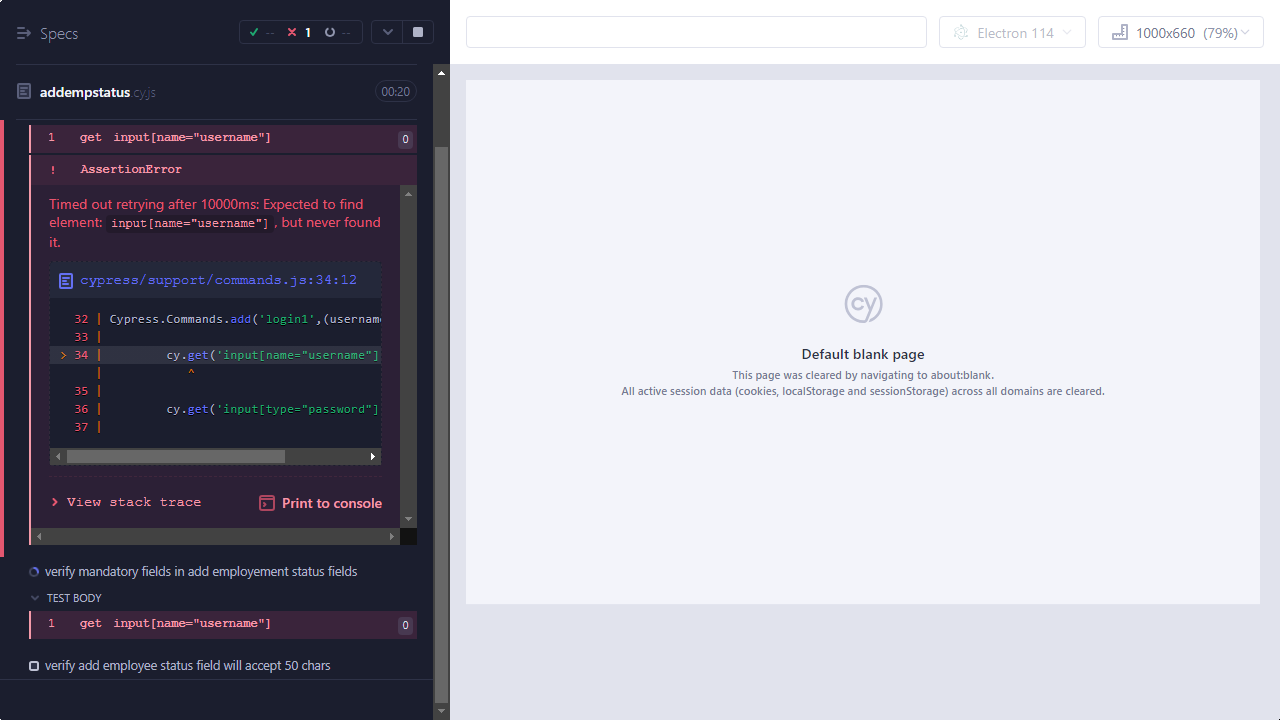 Specs
-- 1 --
Electron 114
1000x660 (79%)
addempstatus.cy.js
00:20
1 get input[name="username"] 0
! AssertionError
Timed out retrying after 10000ms: Expected to find
element: input[name="username"], but never found
it.
cypress/support/commands.js:34:12
32 | Cypress.Commands.add('login1',(username
33 |
> 34 | cy.get('input[name="username"]
| ^
35 |
36 | cy.get('input[type="password"]
37 |
View stack trace
Print to console
verify mandatory fields in add employement status fields
TEST BODY
1 get input[name="username"] 0
verify add employee status field will accept 50 chars
cy
Default blank page
This page was cleared by navigating to about:blank.
All active session data (cookies, localStorage and sessionStorage) across all domains are cleared.